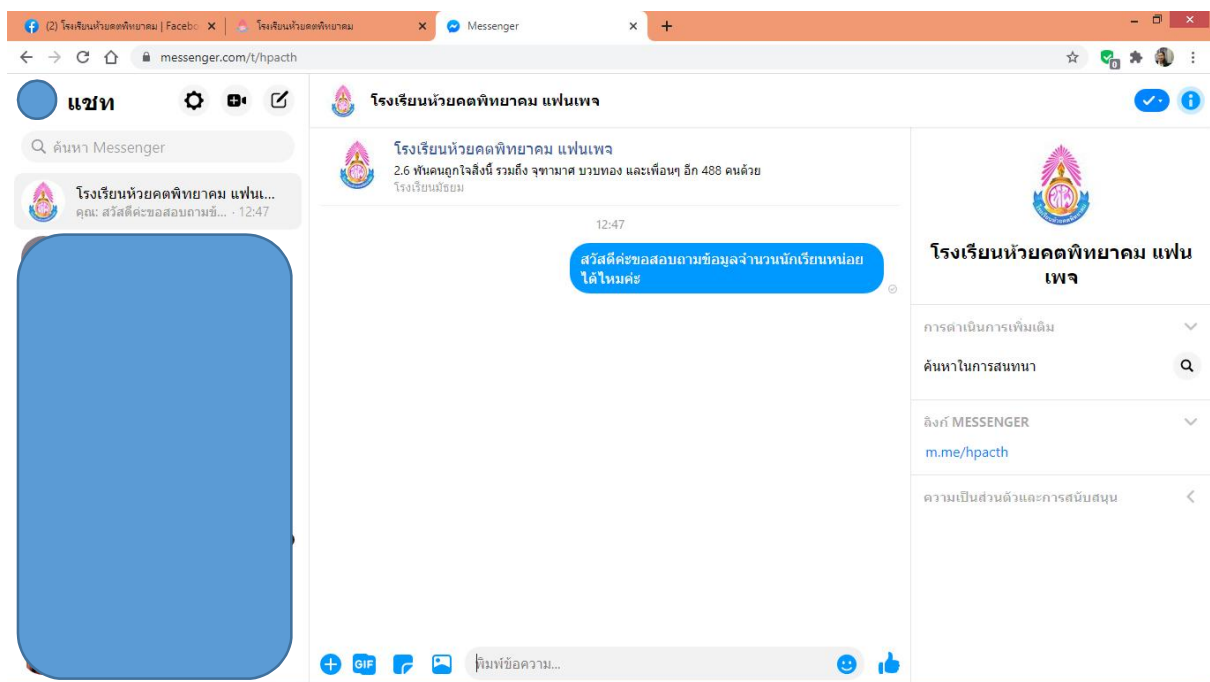 (2) โรงเรียนห้วยคตพิทยาคม | Facebo
โรงเรียนห้วยคตพิทยาคม
Messenger
messenger.com/t/hpacth
0
แชท
ค้นหา Messenger
โรงเรียนห้วยคตพิทยาคม แฟนเ...
คุณ: สวัสดีค่ะขอสอบถามข้... · 12:47
โรงเรียนห้วยคตพิทยาคม แฟนเพจ
โรงเรียนห้วยคตพิทยาคม แฟนเพจ
2.6 พันคนถูกใจสิ่งนี้ รวมถึง จุฑามาศ บวบทอง และเพื่อนๆ อีก 488 คนด้วย
โรงเรียนมัธยม
12:47
สวัสดีค่ะขอสอบถามข้อมูลจำนวนนักเรียนหน่อย
ได้ไหมค่ะ
GIF
พิมพ์ข้อความ...
โรงเรียนห้วยคตพิทยาคม แฟน
เพจ
การดำเนินการเพิ่มเติม
ค้นหาในการสนทนา
ลิงก์ MESSENGER
m.me/hpacth
ความเป็นส่วนตัวและการสนับสนุน